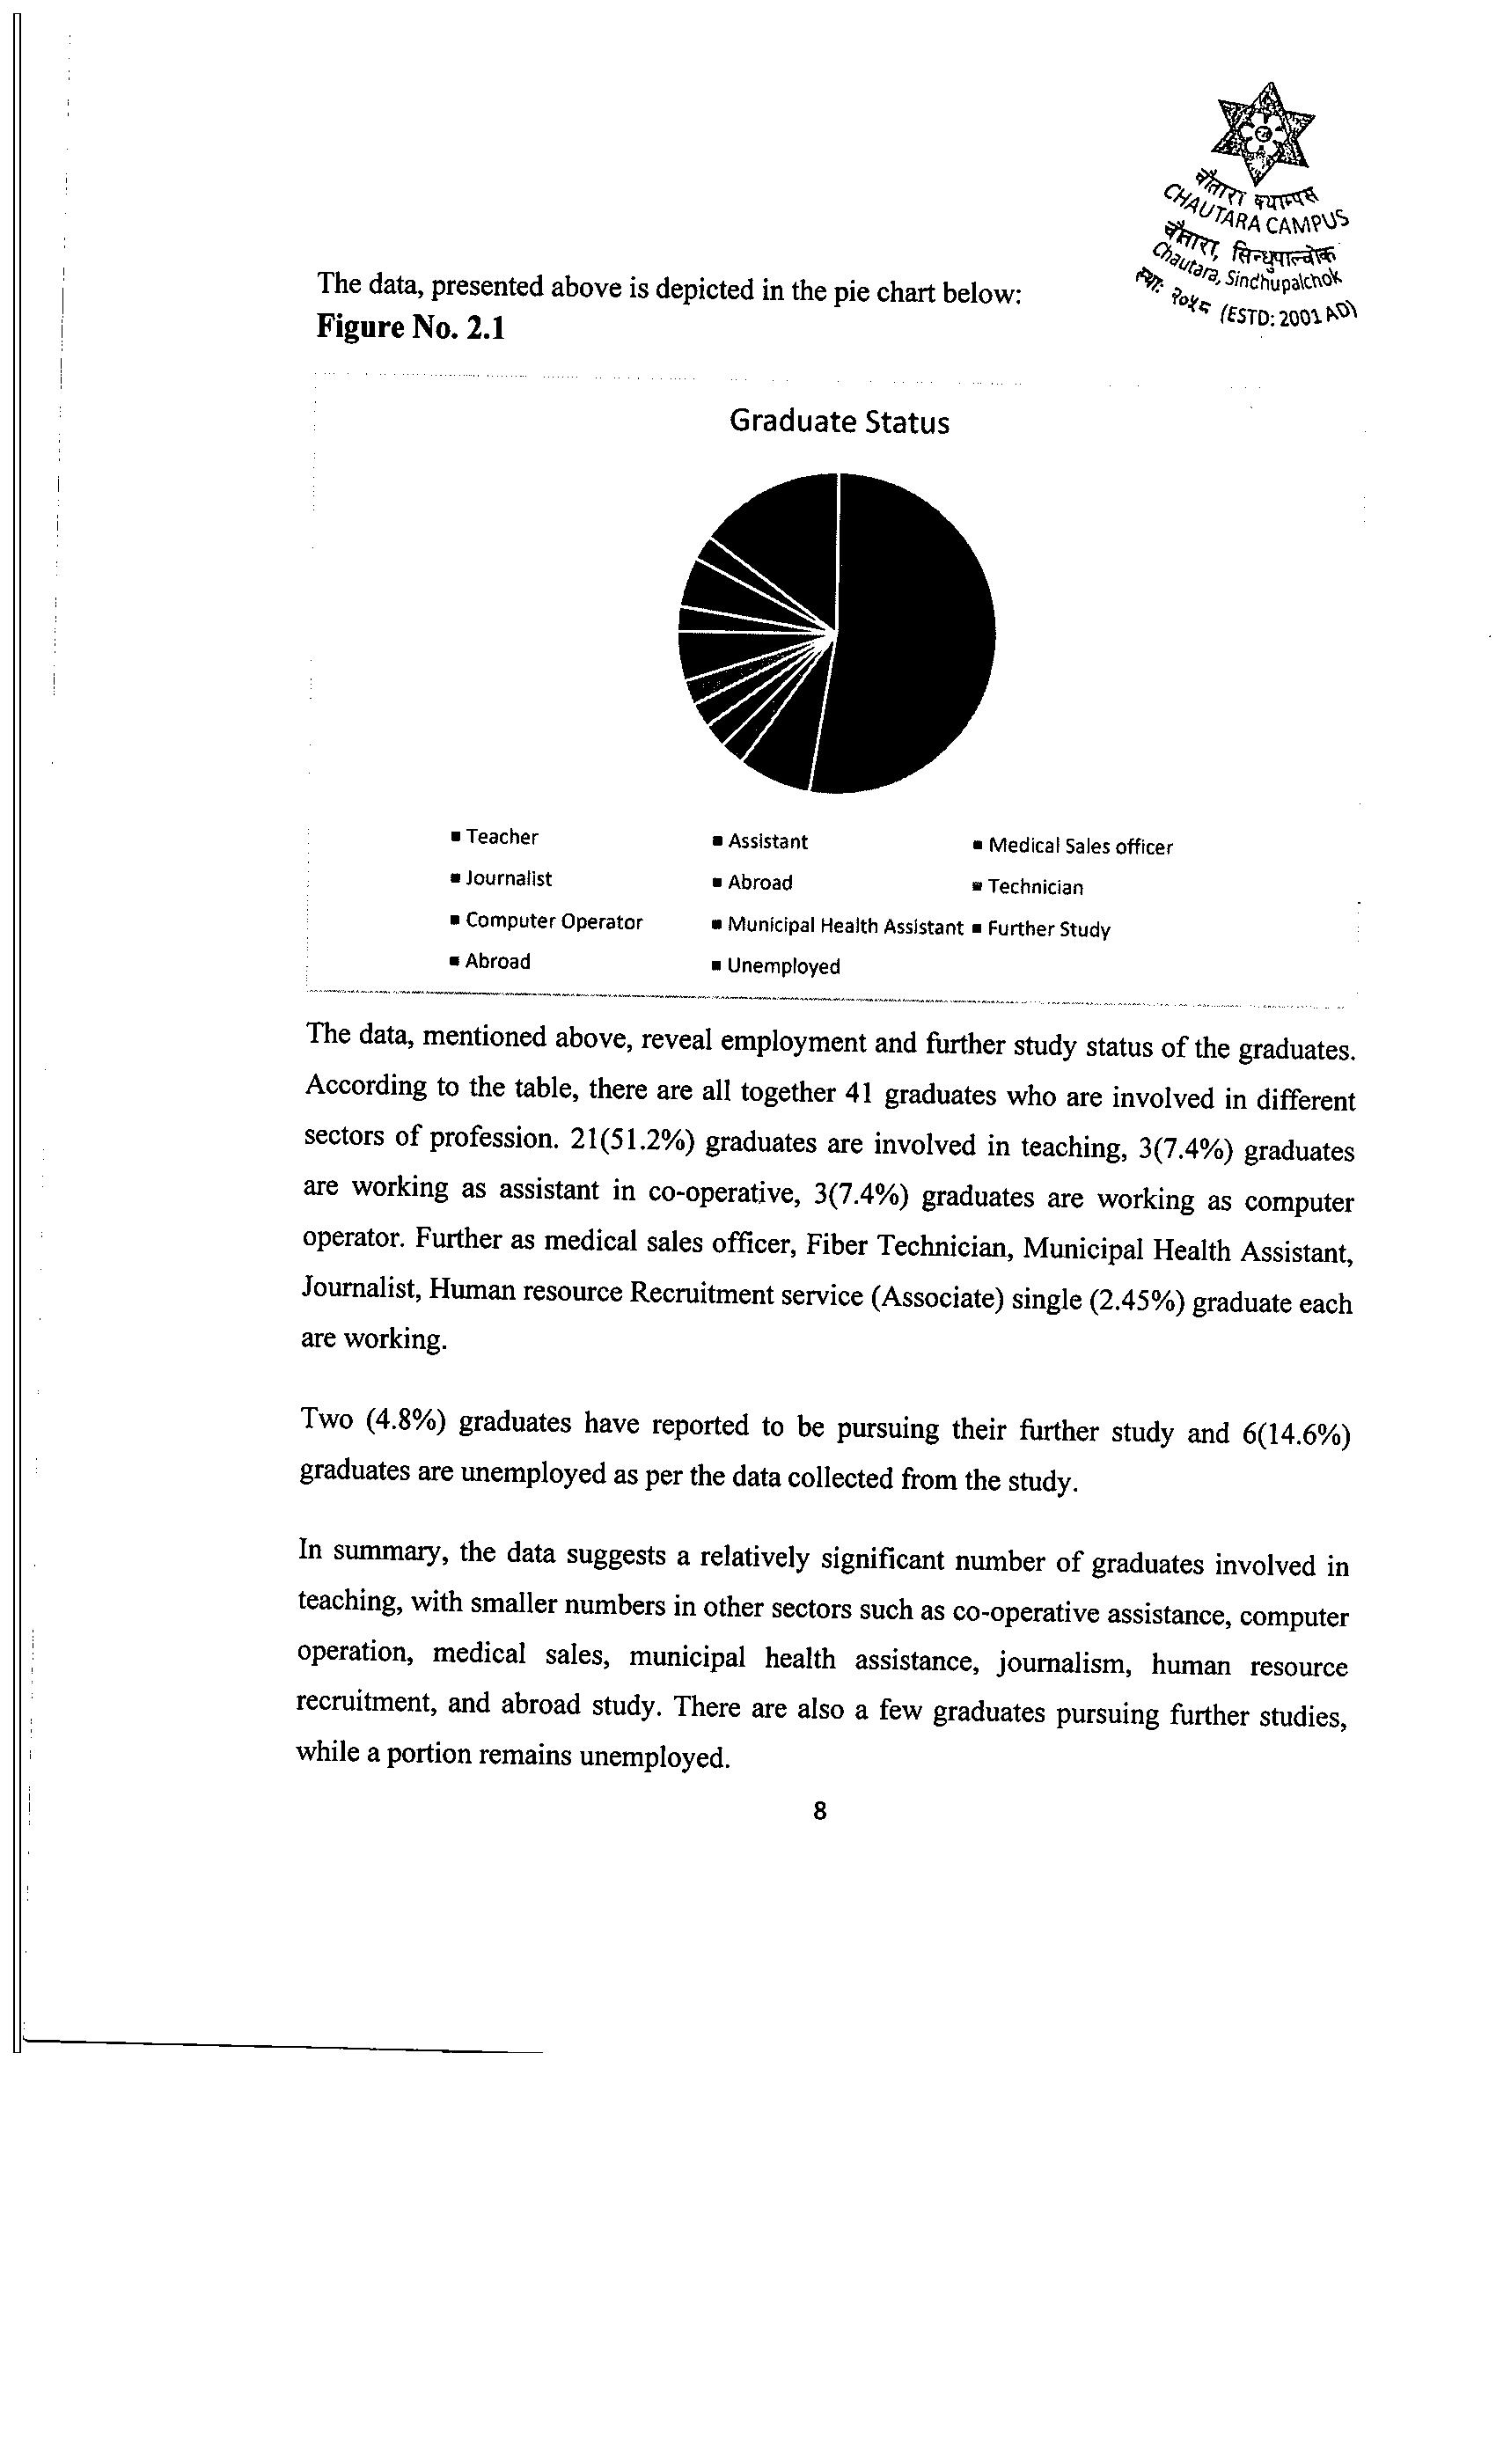 चौतारा क्याम्पस
CHAUTARA CAMPUS
चौतारा, सिन्धुपाल्चोक
Chautara, Sindhupalchok
स्था: २०५८ (ESTD: 2001 AD)
The data, presented above is depicted in the pie chart below:
Figure No. 2.1
Graduate Status
Teacher Assistant Medical Sales officer
Journalist Abroad Technician
Computer Operator Municipal Health Assistant Further Study
Abroad Unemployed
The data, mentioned above, reveal employment and further study status of the graduates.
According to the table, there are all together 41 graduates who are involved in different
sectors of profession. 21(51.2%) graduates are involved in teaching, 3(7.4%) graduates
are working as assistant in co-operative, 3(7.4%) graduates are working as computer
operator. Further as medical sales officer, Fiber Technician, Municipal Health Assistant,
Journalist, Human resource Recruitment service (Associate) single (2.45%) graduate each
are working.
Two (4.8%) graduates have reported to be pursuing their further study and 6(14.6%)
graduates are unemployed as per the data collected from the study.
In summary, the data suggests a relatively significant number of graduates involved in
teaching, with smaller numbers in other sectors such as co-operative assistance, computer
operation, medical sales, municipal health assistance, journalism, human resource
recruitment, and abroad study. There are also a few graduates pursuing further studies,
while a portion remains unemployed.
8